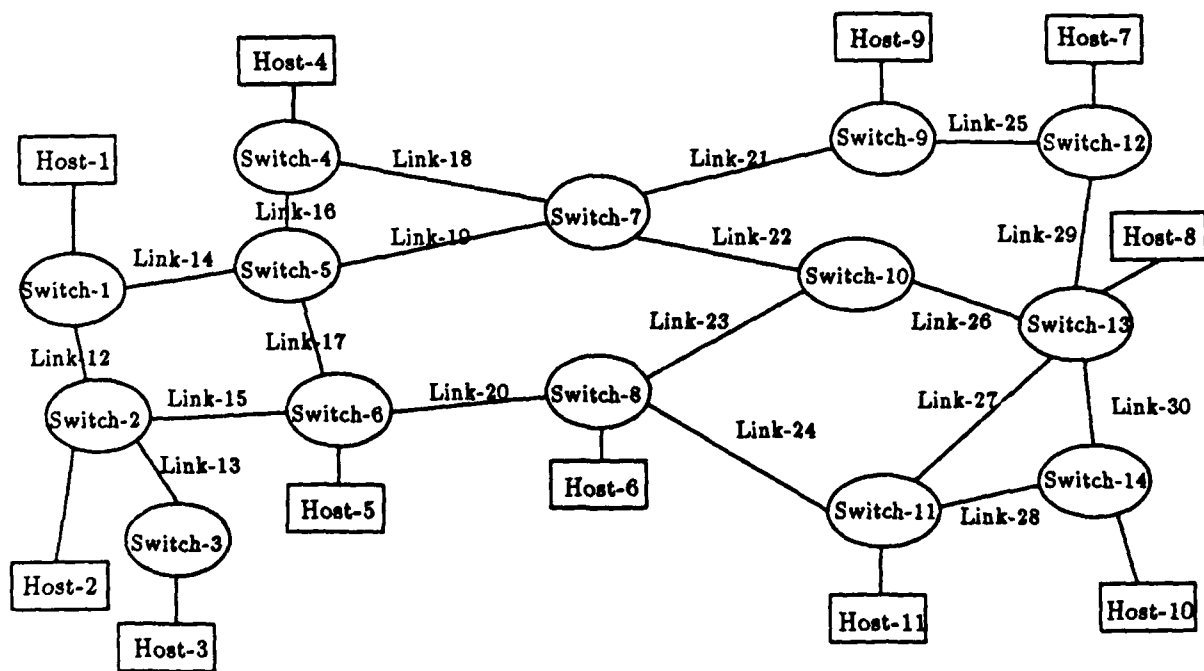 Host-9
Host-7
Host-4
Link-25
Switch-9
Switch-12
Host-1
Switch-4
Link-18
Link-21
Link-16
Switch-7
Link-19
Link-22
Link-29
Host-8
Link-14
Switch-5
Switch-10
Switch-1
Link-23
Link-26
Switch-13
Link-12
Link-17
Link-15
Link-20
Switch-8
Link-27
Link-30
Switch-2
Switch-6
Link-24
Link-13
Switch-14
Host-5
Host-6
Switch-11
Link-28
Switch-3
Host-2
Host-3
Host-11
Host-10